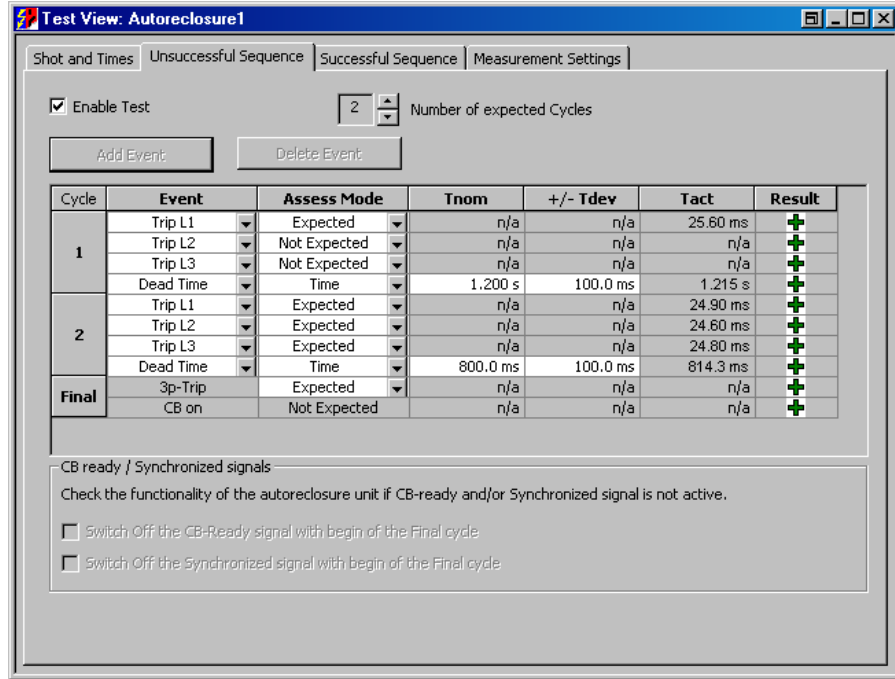 Test View: Autoreclosure1
Shot and Times Unsuccessful Sequence Successful Sequence Measurement Settings
Enable Test 2 Number of expected Cycles
Add Event Delete Event
Cycle Event Assess Mode Tnom +/- Tdev Tact Result
1 Trip L1 Expected n/a n/a 25.60 ms
Trip L2 Not Expected n/a n/a n/a
Trip L3 Not Expected n/a n/a n/a
Dead Time Time 1.200 s 100.0 ms 1.215 s
2 Trip L1 Expected n/a n/a 24.90 ms
Trip L2 Expected n/a n/a 24.60 ms
Trip L3 Expected n/a n/a 24.80 ms
Dead Time Time 800.0 ms 100.0 ms 814.3 ms
Final 3p-Trip Expected n/a n/a n/a
CB on Not Expected n/a n/a n/a
CB ready / Synchronized signals
Check the functionality of the autoreclosure unit if CB-ready and/or Synchronized signal is not active.
Switch Off the CB-Ready signal with begin of the Final cycle
Switch Off the Synchronized signal with begin of the Final cycle